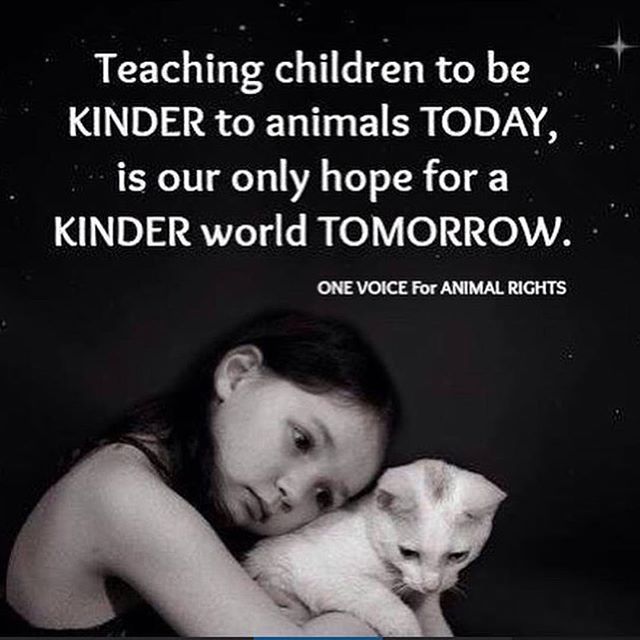 Teaching children to be
KINDER to animals TODAY,
is our only hope for a
KINDER world TOMORROW.
ONE VOICE For ANIMAL RIGHTS